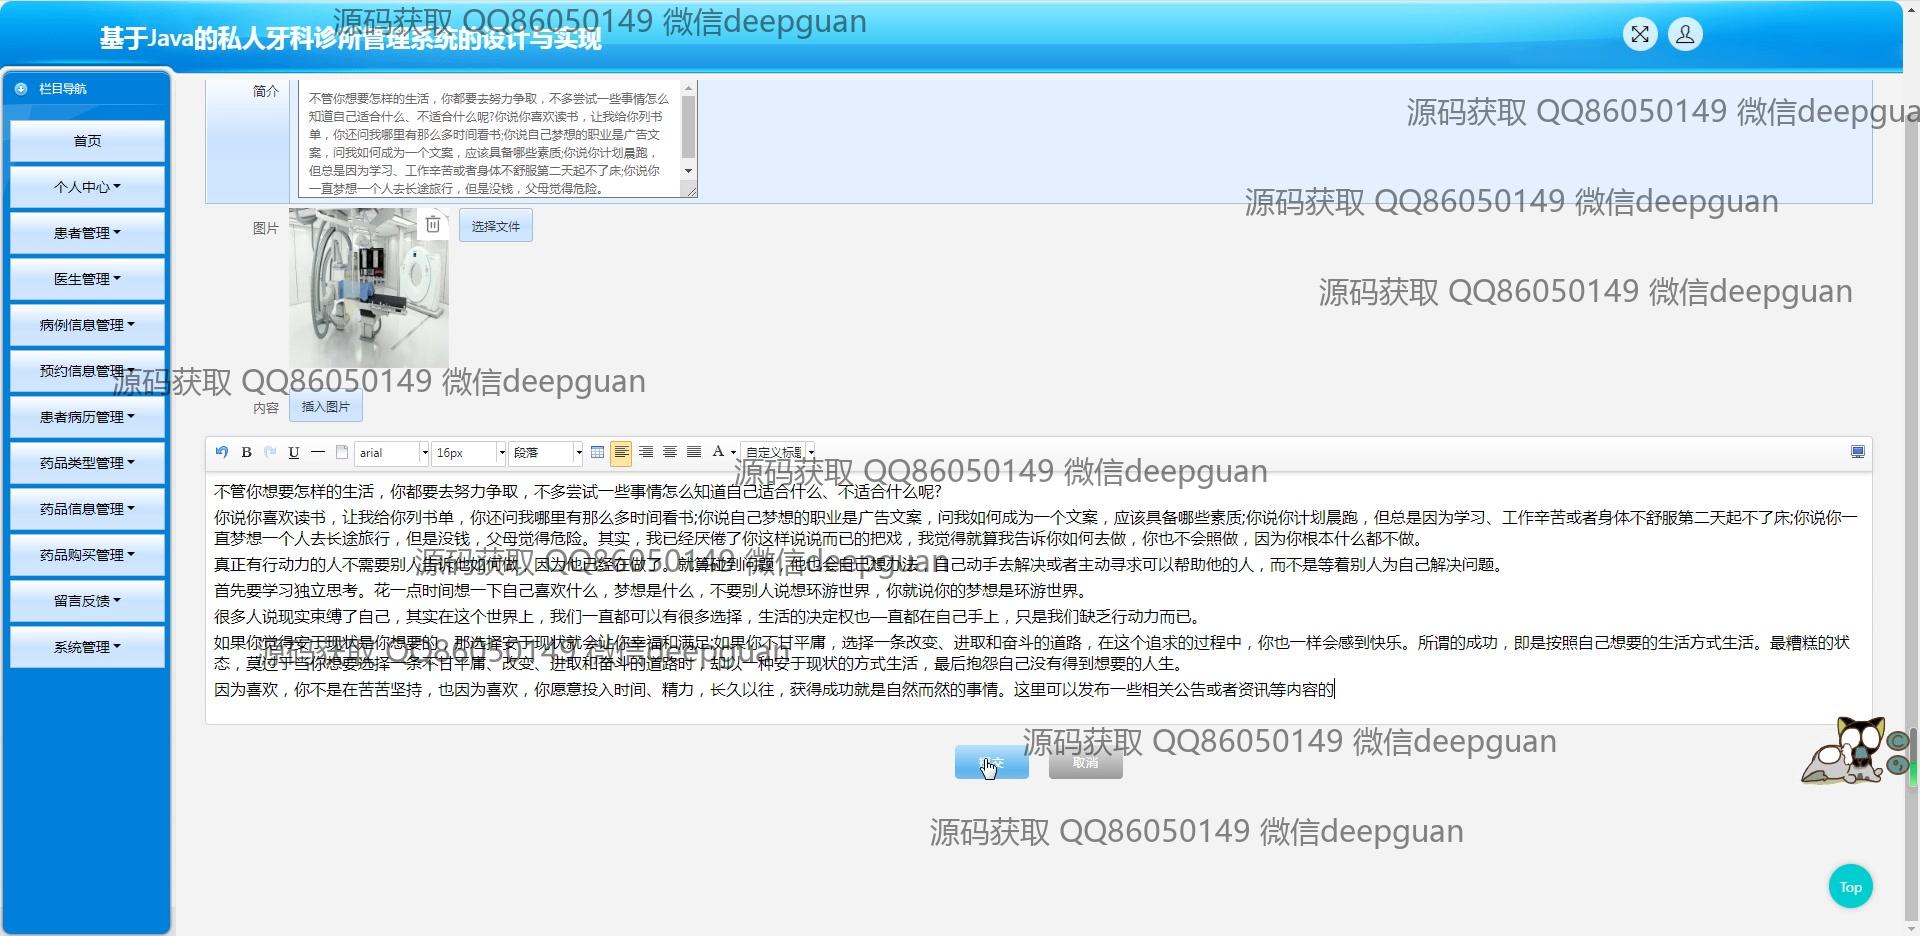 基于Java的私人牙科诊所管理系统的设计与实现
源码获取 QQ86050149 微信deepguan
栏目导航
首页
个人中心
患者管理
医生管理
病例信息管理
预约信息管理
患者病历管理
药品类型管理
药品信息管理
药品购买管理
留言反馈
系统管理
简介
不管你想要怎样的生活，你都要去努力争取，不多尝试一些事情怎么
知道自己适合什么、不适合什么呢?你说你喜欢读书，让我给你列书
单，你还问我哪里有那么多时间看书;你说自己梦想的职业是广告文
案，问我如何成为一个文案，应该具备哪些素质;你说你计划晨跑，
但总是因为学习、工作辛苦或者身体不舒服第二天起不了床;你说你
一直梦想一个人去长途旅行，但是没钱，父母觉得危险。
源码获取 QQ86050149 微信deepgua
源码获取 QQ86050149 微信deepguan
图片
选择文件
源码获取 QQ86050149 微信deepguan
源码获取 QQ86050149 微信deepguan
内容
插入图片
B U arial 16px 段落 A 自定义标题
源码获取 QQ86050149 微信deepguan
不管你想要怎样的生活，你都要去努力争取，不多尝试一些事情怎么知道自己适合什么、不适合什么呢?
你说你喜欢读书，让我给你列书单，你还问我哪里有那么多时间看书;你说自己梦想的职业是广告文案，问我如何成为一个文案，应该具备哪些素质;你说你计划晨跑，但总是因为学习、工作辛苦或者身体不舒服第二天起不了床;你说你一
直梦想一个人去长途旅行，但是没钱，父母觉得危险。其实，我已经厌倦了你这样说说而已的把戏，我觉得就算我告诉你如何去做，你也不会照做，因为你根本什么都不做。
源码获取 QQ86050149 微信deepguan
真正有行动力的人不需要别人告诉他如何做，因为他已经在做了。就算碰到问题，他也会自己想办法，自己动手去解决或者主动寻求可以帮助他的人，而不是等着别人为自己解决问题。
首先要学习独立思考。花一点时间想一下自己喜欢什么，梦想是什么，不要别人说想环游世界，你就说你的梦想是环游世界。
很多人说现实束缚了自己，其实在这个世界上，我们一直都可以有很多选择，生活的决定权也一直都在自己手上，只是我们缺乏行动力而已。
如果你觉得安于现状是你想要的，那选择安于现状就会让你幸福和满足;如果你不甘平庸，选择一条改变、进取和奋斗的道路，在这个追求的过程中，你也一样会感到快乐。所谓的成功，即是按照自己想要的生活方式生活。最糟糕的状
源码获取 QQ86050149 微信deepguan
态，莫过于当你想要选择一条不甘平庸、改变、进取和奋斗的道路时，却以一种安于现状的方式生活，最后抱怨自己没有得到想要的人生。
因为喜欢，你不是在苦苦坚持，也因为喜欢，你愿意投入时间、精力，长久以往，获得成功就是自然而然的事情。这里可以发布一些相关公告或者资讯等内容的
源码获取 QQ86050149 微信deepguan
取消
源码获取 QQ86050149 微信deepguan
Top